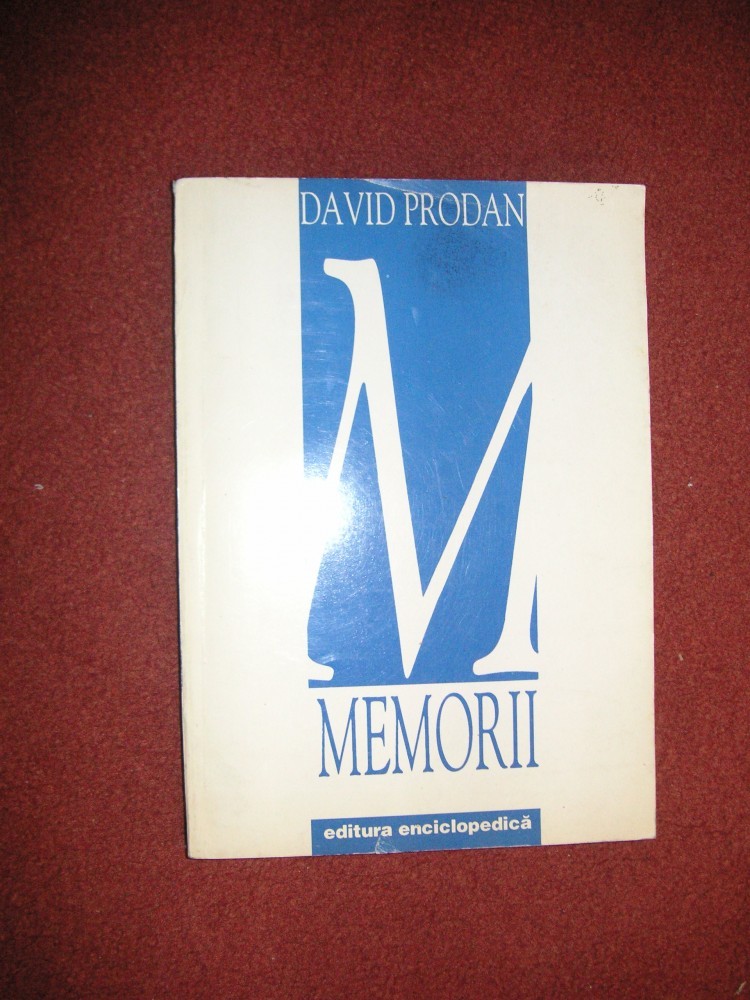 DAVID PRODAN
M
MEMORII
editura enciclopedică